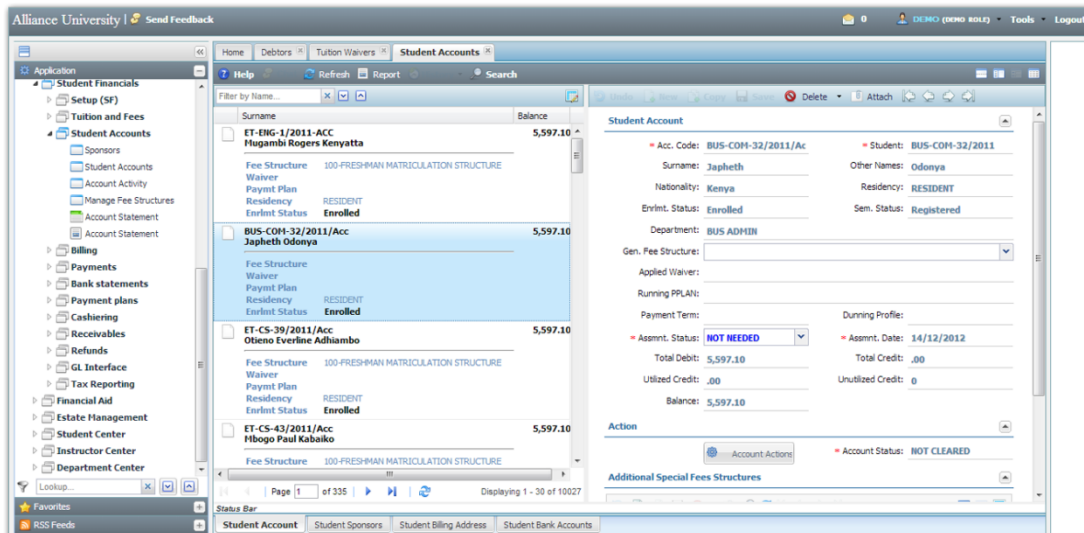 Alliance University | Send Feedback
0 DEMO (DEMO ROLE) Tools Logout
Application
Student Financials
Setup (SF)
Tuition and Fees
Student Accounts
Sponsors
Student Accounts
Account Activity
Manage Fee Structures
Account Statement
Account Statement
Billing
Payments
Bank statements
Payment plans
Cashiering
Receivables
Refunds
GL Interface
Tax Reporting
Financial Aid
Estate Management
Student Center
Instructor Center
Department Center
Lookup...
Favorites
RSS Feeds
Home Debtors Tuition Waivers Student Accounts
Help Refresh Report Search
Filter by Name...
Surname Balance
ET-ENG-1/2011-ACC 5,597.10
Mugambi Rogers Kenyatta
Fee Structure 100-FRESHMAN MATRICULATION STRUCTURE
Waiver
Paymt Plan
Residency RESIDENT
Enrlmt Status Enrolled
BUS-COM-32/2011/Acc 5,597.10
Japheth Odonya
Fee Structure
Waiver
Paymt Plan
Residency RESIDENT
Enrlmt Status Enrolled
ET-CS-39/2011/Acc 5,597.10
Otieno Everline Adhiambo
Fee Structure 100-FRESHMAN MATRICULATION STRUCTURE
Waiver
Paymt Plan
Residency RESIDENT
Enrlmt Status Enrolled
ET-CS-43/2011/Acc 5,597.10
Mbogo Paul Kabaiko
Fee Structure 100-FRESHMAN MATRICULATION STRUCTURE
Page 1 of 335 Displaying 1 - 30 of 10027
Status Bar
Undo New Copy Save Delete Attach
Student Account
* Acc. Code: BUS-COM-32/2011/Ac * Student: BUS-COM-32/2011
Surname: Japheth Other Names: Odonya
Nationality: Kenya Residency: RESIDENT
Enrlmt. Status: Enrolled Sem. Status: Registered
Department: BUS ADMIN
Gen. Fee Structure:
Applied Waiver:
Running PPLAN:
Payment Term: Dunning Profile:
* Assmnt. Status: NOT NEEDED * Assmnt. Date: 14/12/2012
Total Debit: 5,597.10 Total Credit: .00
Utilized Credit: .00 Unutilized Credit: 0
Balance: 5,597.10
Action
Account Actions * Account Status: NOT CLEARED
Additional Special Fees Structures
Student Account Student Sponsors Student Billing Address Student Bank Accounts